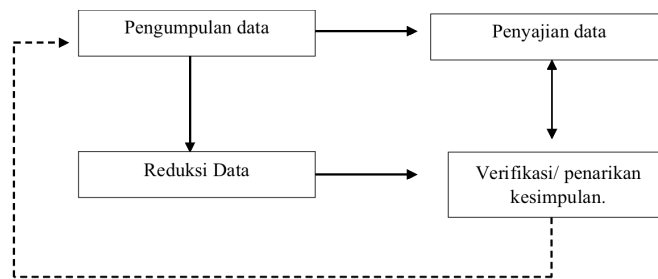 Pengumpulan data
Penyajian data
Reduksi Data
Verifikasi/ penarikan
kesimpulan.